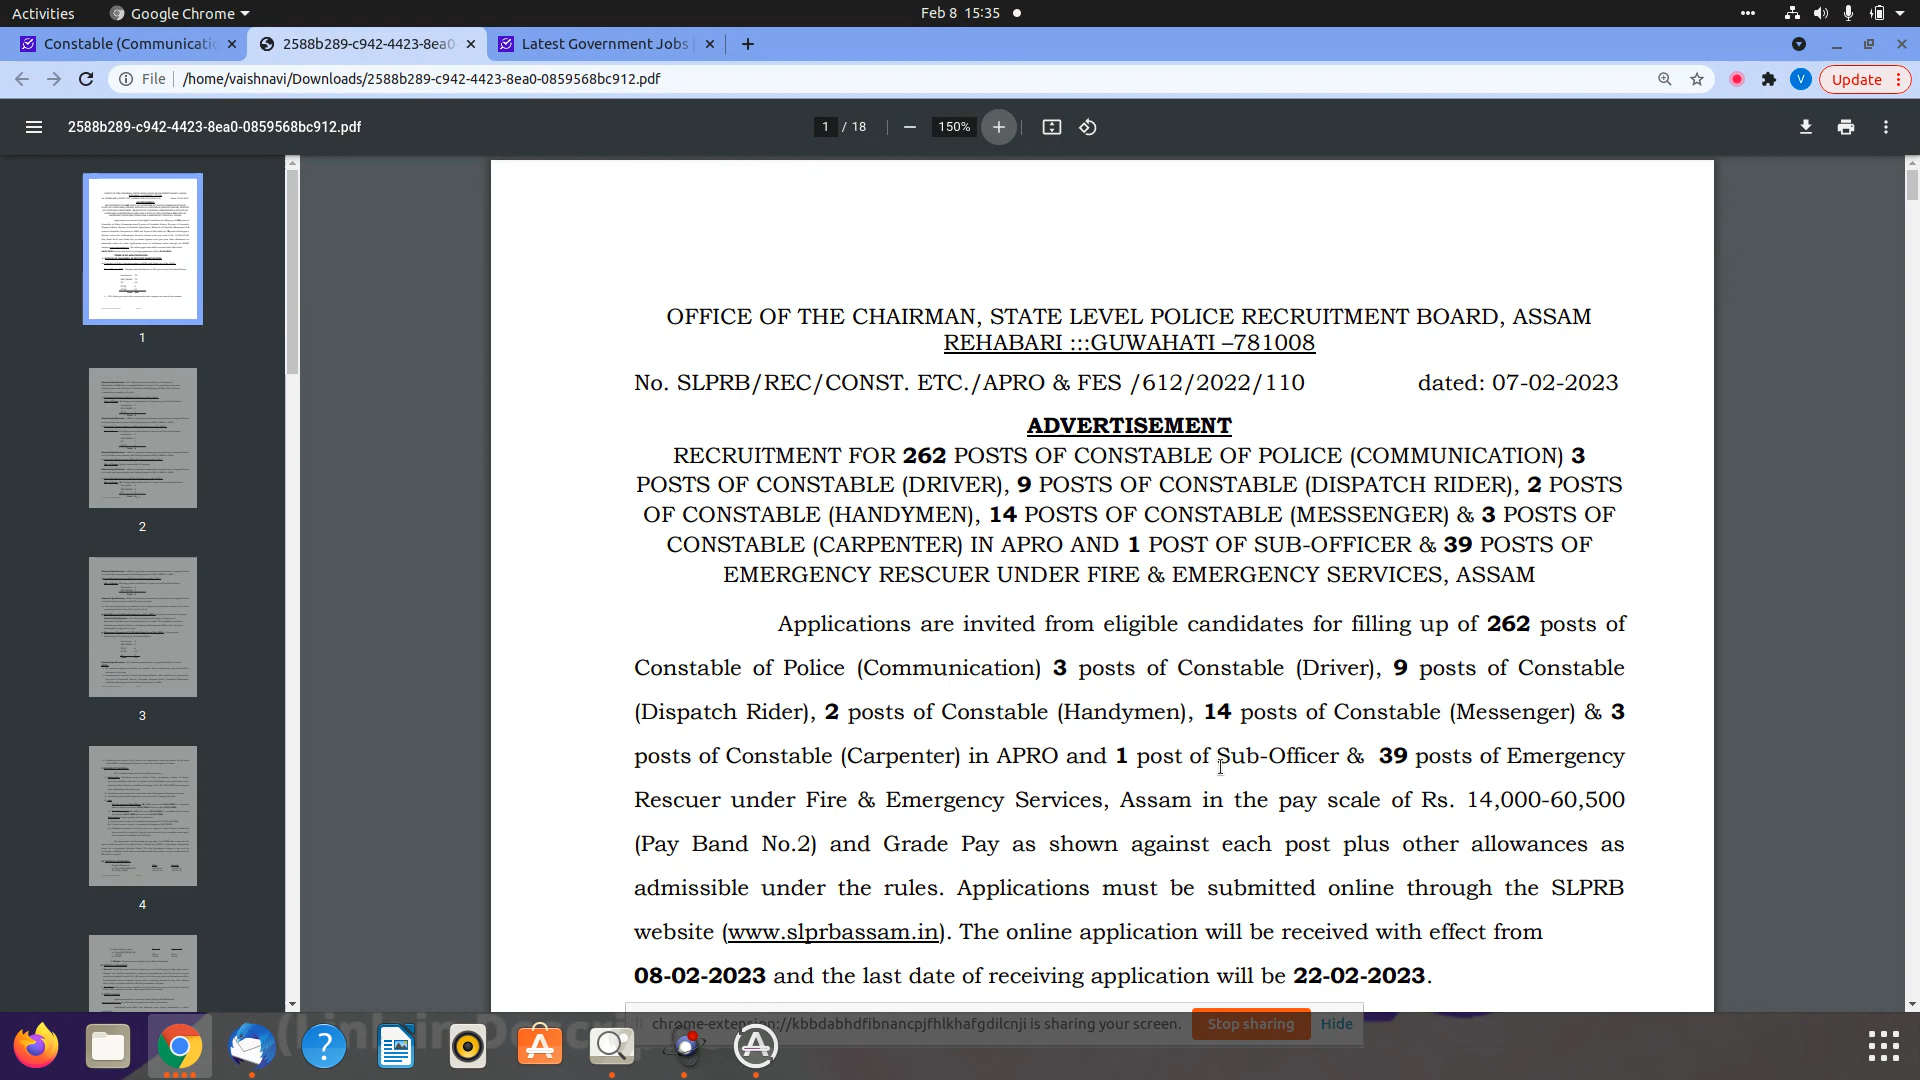 Activities
Google Chrome
Feb 8 15:35
Constable (Communicatio
2588b289-c942-4423-8ea0-
Latest Government Jobs
File
/home/vaishnavi/Downloads/2588b289-c942-4423-8ea0-0859568bc912.pdf
V
Update
2588b289-c942-4423-8ea0-0859568bc912.pdf
1 / 18
150%
1
2
3
4
OFFICE OF THE CHAIRMAN, STATE LEVEL POLICE RECRUITMENT BOARD, ASSAM
REHABARI :::GUWAHATI –781008
No. SLPRB/REC/CONST. ETC./APRO & FES /612/2022/110 dated: 07-02-2023
ADVERTISEMENT
RECRUITMENT FOR 262 POSTS OF CONSTABLE OF POLICE (COMMUNICATION) 3
POSTS OF CONSTABLE (DRIVER), 9 POSTS OF CONSTABLE (DISPATCH RIDER), 2 POSTS
OF CONSTABLE (HANDYMEN), 14 POSTS OF CONSTABLE (MESSENGER) & 3 POSTS OF
CONSTABLE (CARPENTER) IN APRO AND 1 POST OF SUB-OFFICER & 39 POSTS OF
EMERGENCY RESCUER UNDER FIRE & EMERGENCY SERVICES, ASSAM
Applications are invited from eligible candidates for filling up of 262 posts of
Constable of Police (Communication) 3 posts of Constable (Driver), 9 posts of Constable
(Dispatch Rider), 2 posts of Constable (Handymen), 14 posts of Constable (Messenger) & 3
posts of Constable (Carpenter) in APRO and 1 post of Sub-Officer & 39 posts of Emergency
Rescuer under Fire & Emergency Services, Assam in the pay scale of Rs. 14,000-60,500
(Pay Band No.2) and Grade Pay as shown against each post plus other allowances as
admissible under the rules. Applications must be submitted online through the SLPRB
website (www.slprbassam.in). The online application will be received with effect from
08-02-2023 and the last date of receiving application will be 22-02-2023.
chrome-extension://kbbdabhdfibnancpjfhlkhafgdilcnji is sharing your screen.
Stop sharing
Hide